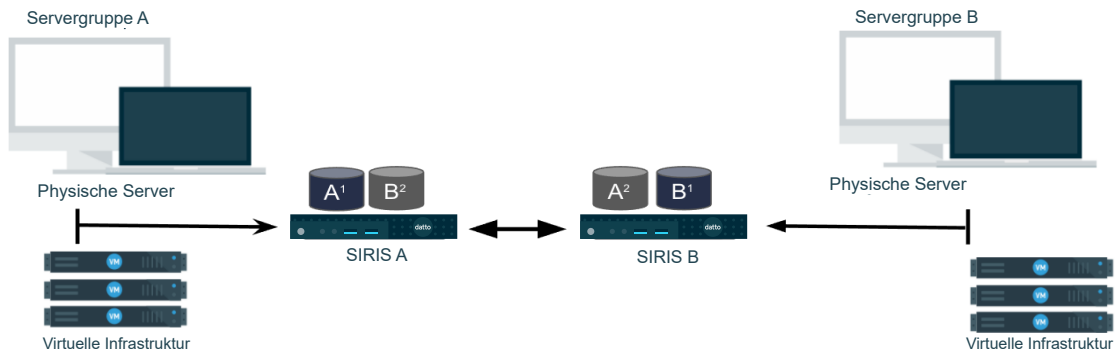 Servergruppe A
Servergruppe B
Physische Server
Physische Server
A¹
B²
A²
B¹
datto
datto
SIRIS A
SIRIS B
VM
VM
VM
VM
VM
VM
Virtuelle Infrastruktur
Virtuelle Infrastruktur